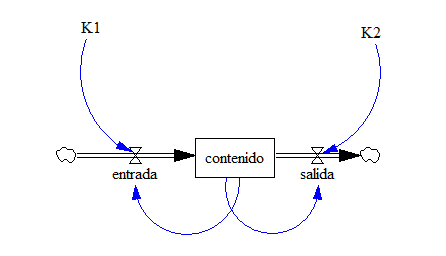 K1
K2
contenido
entrada
salida